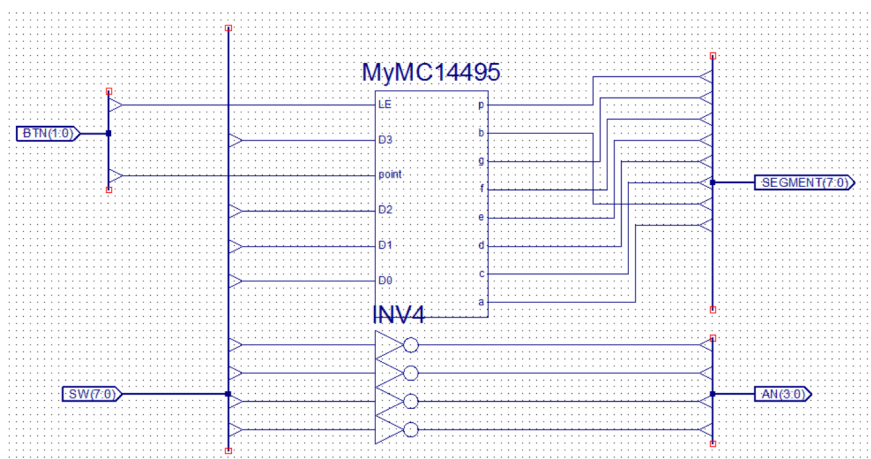 MyMC14495
LE
p
BTN(1:0)
D3
b
point
g
SEGMENT(7:0)
f
D2
e
D1
d
D0
c
a
INV4
SW(7:0)
AN(3:0)